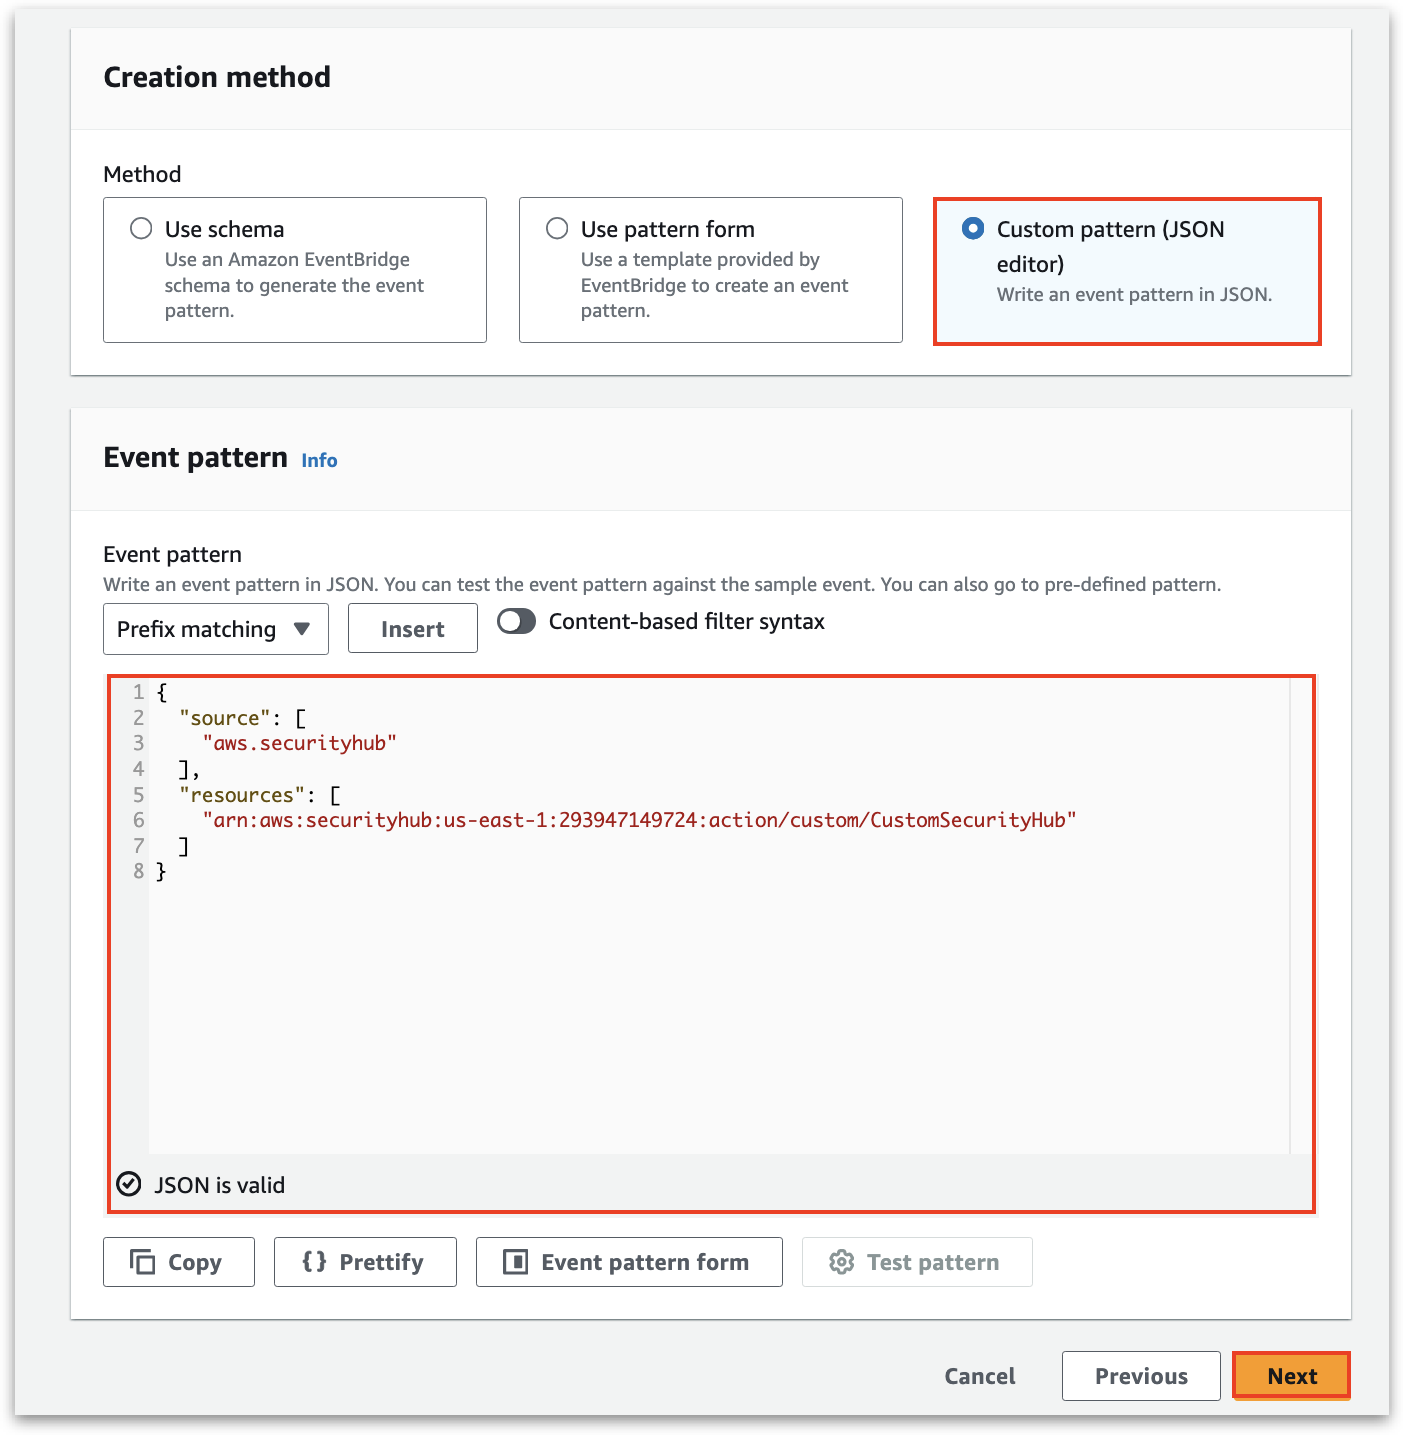 Creation method
Method
Use schema
Use an Amazon EventBridge
schema to generate the event
pattern.
Use pattern form
Use a template provided by
EventBridge to create an event
pattern.
Custom pattern (JSON
editor)
Write an event pattern in JSON.
Event pattern Info
Event pattern
Write an event pattern in JSON. You can test the event pattern against the sample event. You can also go to pre-defined pattern.
Prefix matching Insert Content-based filter syntax
1 {
2   "source": [
3     "aws.securityhub"
4   ],
5   "resources": [
6     "arn:aws:securityhub:us-east-1:293947149724:action/custom/CustomSecurityHub"
7   ]
8 }
JSON is valid
Copy {} Prettify Event pattern form Test pattern
Cancel Previous Next